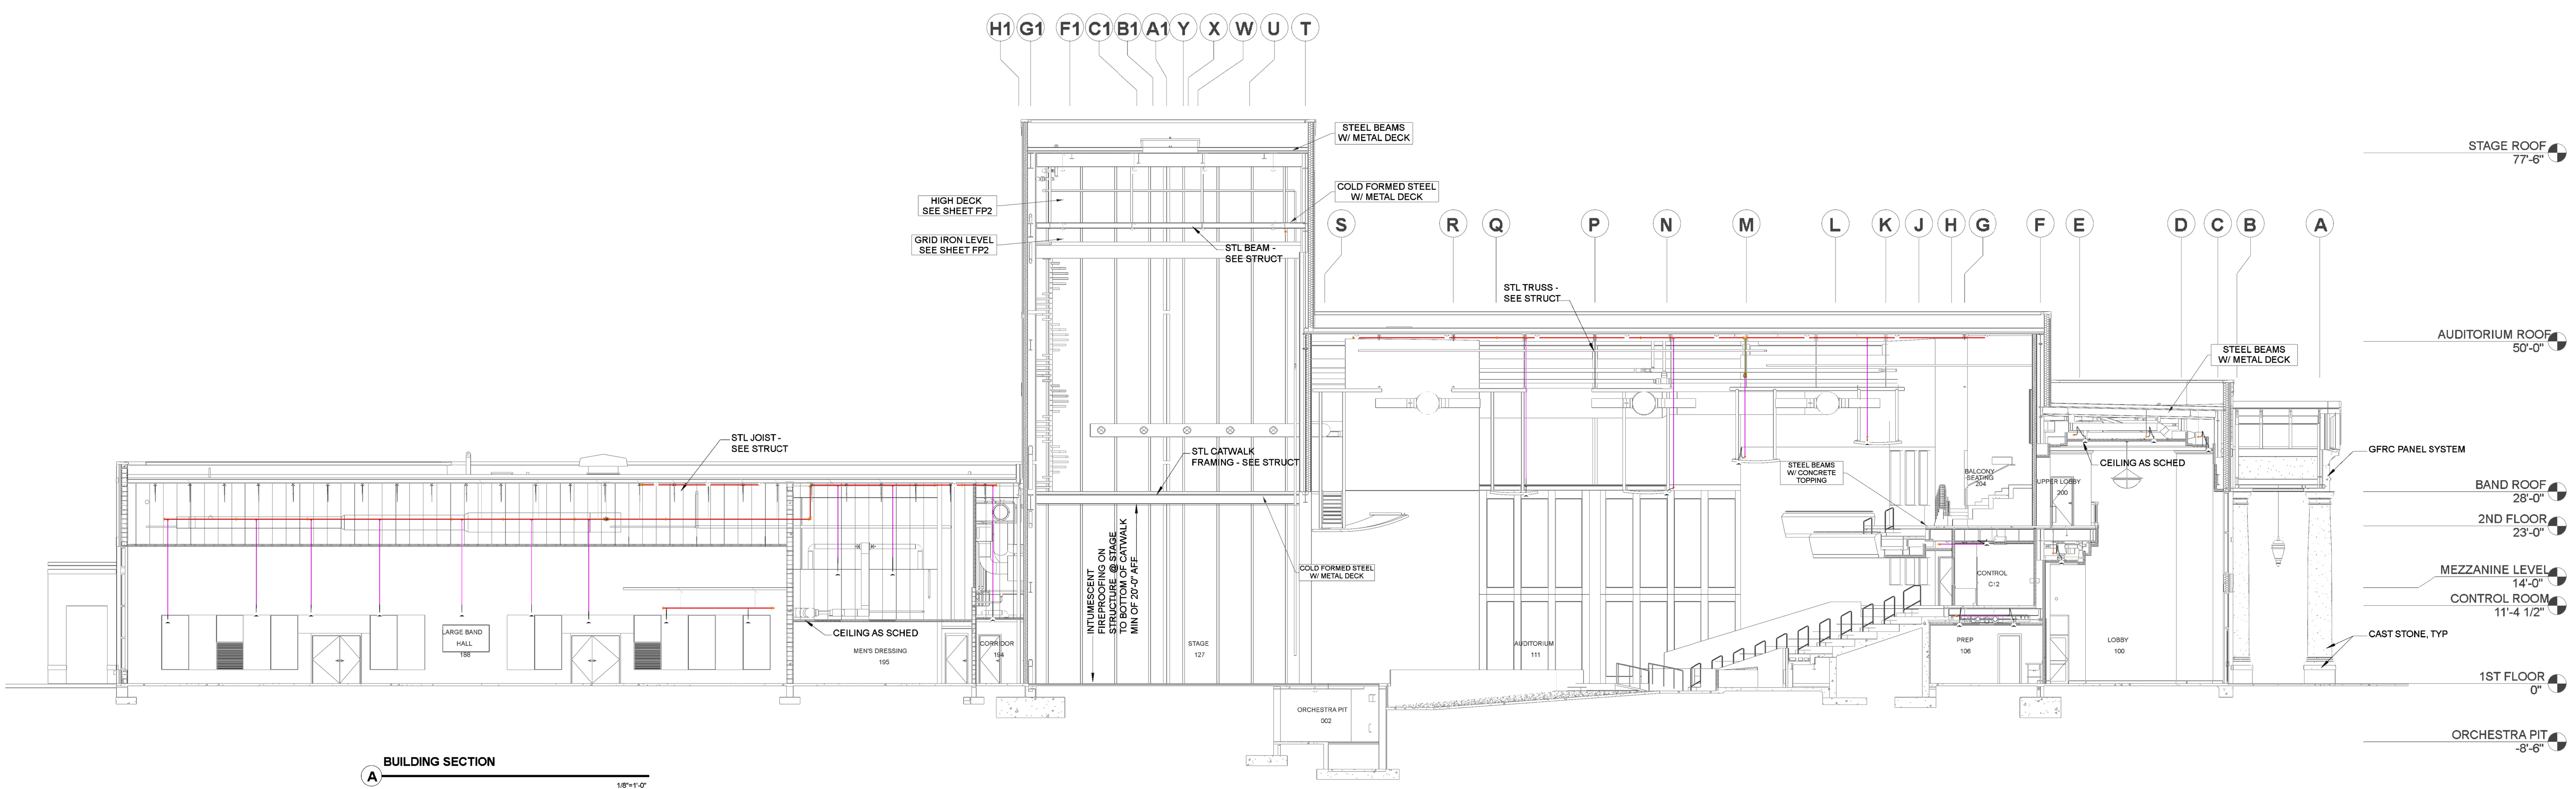 H1 G1 F1 C1 B1 A1 Y X W U T
STEEL BEAMS
W/ METAL DECK
STAGE ROOF
77'-6"
HIGH DECK
SEE SHEET FP2
COLD FORMED STEEL
W/ METAL DECK
GRID IRON LEVEL
SEE SHEET FP2
STL BEAM -
SEE STRUCT
S R Q P N M L K J H G F E D C B A
STL TRUSS -
SEE STRUCT
AUDITORIUM ROOF
50'-0"
STEEL BEAMS
W/ METAL DECK
STL JOIST -
SEE STRUCT
STL CATWALK
FRAMING - SEE STRUCT
STEEL BEAMS
W/ CONCRETE
TOPPING
BALCONY
SEATING
204
UPPER LOBBY
200
CEILING AS SCHED
GFRC PANEL SYSTEM
BAND ROOF
28'-0"
2ND FLOOR
23'-0"
COLD FORMED STEEL
W/ METAL DECK
INTUMESCENT
FIREPROOFING ON
STRUCTURE @ STAGE
TO BOTTOM OF CATWALK
MIN OF 20'-0" AFF
CONTROL
C12
MEZZANINE LEVEL
14'-0"
CONTROL ROOM
11'-4 1/2"
LARGE BAND
HALL
188
CEILING AS SCHED
MEN'S DRESSING
195
CORRIDOR
194
STAGE
127
AUDITORIUM
111
PREP
106
LOBBY
100
CAST STONE, TYP
1ST FLOOR
0"
ORCHESTRA PIT
002
ORCHESTRA PIT
-8'-6"
A
BUILDING SECTION
1/8"=1'-0"